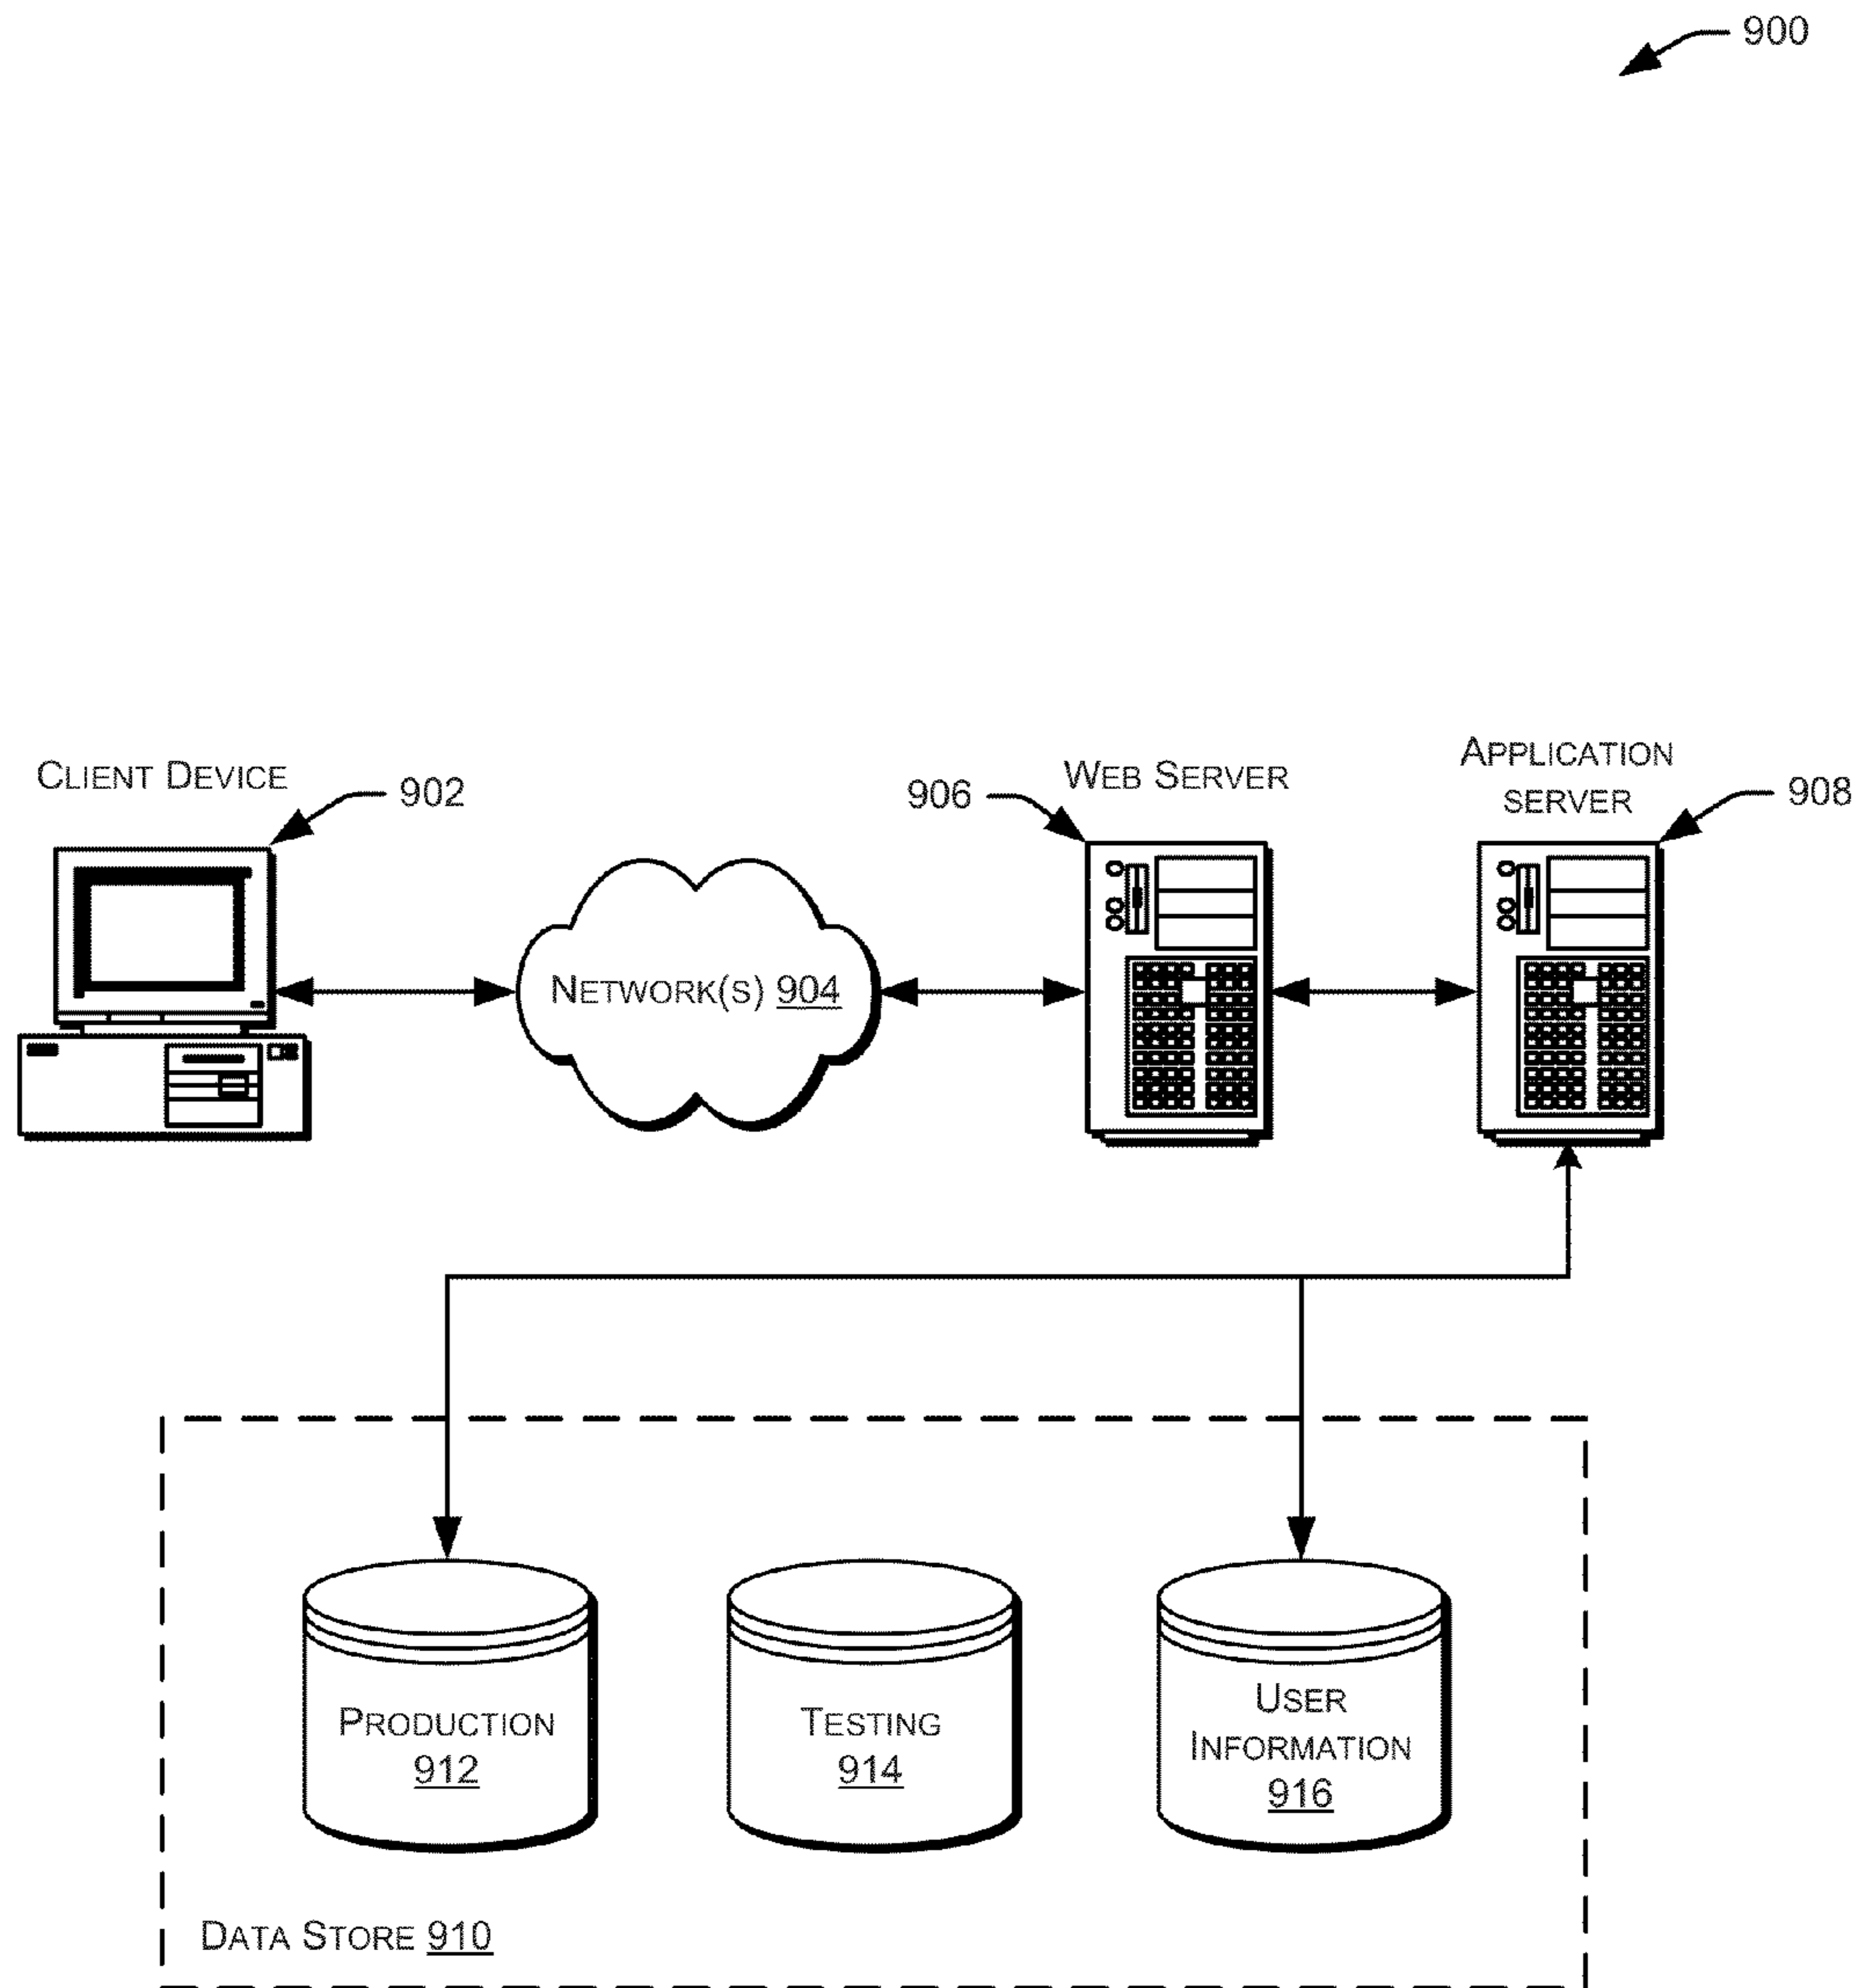 900
CLIENT DEVICE
902
906
WEB SERVER
APPLICATION
SERVER
908
NETWORK(S) 904
PRODUCTION
912
TESTING
914
USER
INFORMATION
916
DATA STORE 910